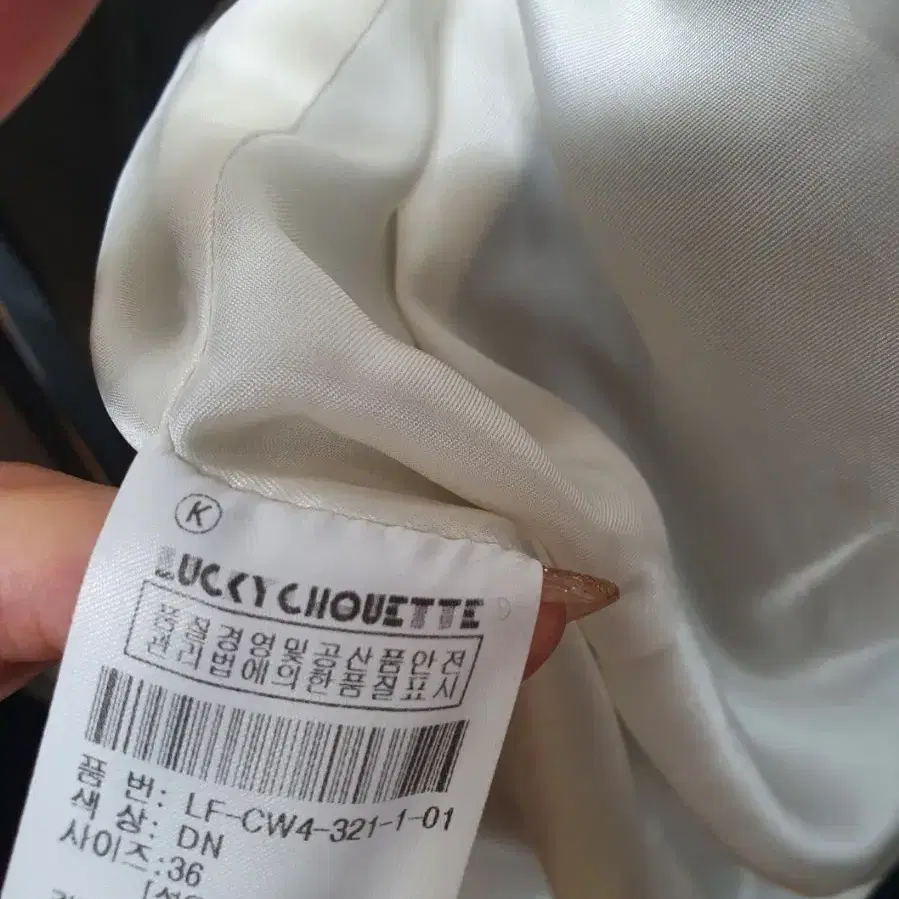 K
LUCKY CHOUETTE
품질경영및공산품안전
관리법에의한품질표시
품 번: LF-CW4-321-1-01
색 상: DN
사이즈:36